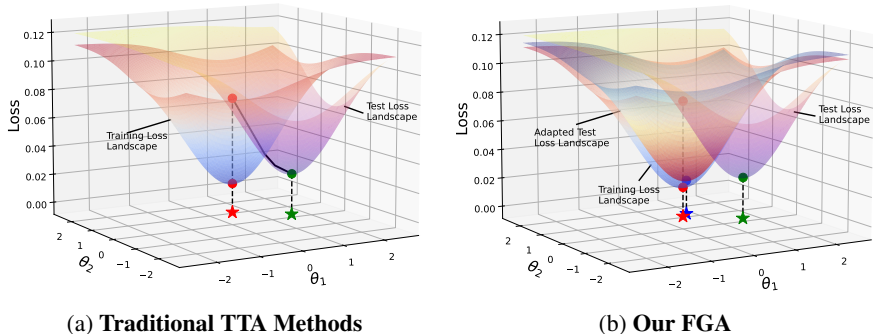 0.12
0.10
0.08
0.06
0.04
0.02
0.00
Loss
Training Loss
Landscape
Test Loss
Landscape
2
1
0
−1
−2
θ2
−2
−1
0
1
2
θ1
(a) Traditional TTA Methods
0.12
0.10
0.08
0.06
0.04
0.02
0.00
Loss
Adapted Test
Loss Landscape
Training Loss
Landscape
Test Loss
Landscape
2
1
0
−1
−2
θ2
−2
−1
0
1
2
θ1
(b) Our FGA